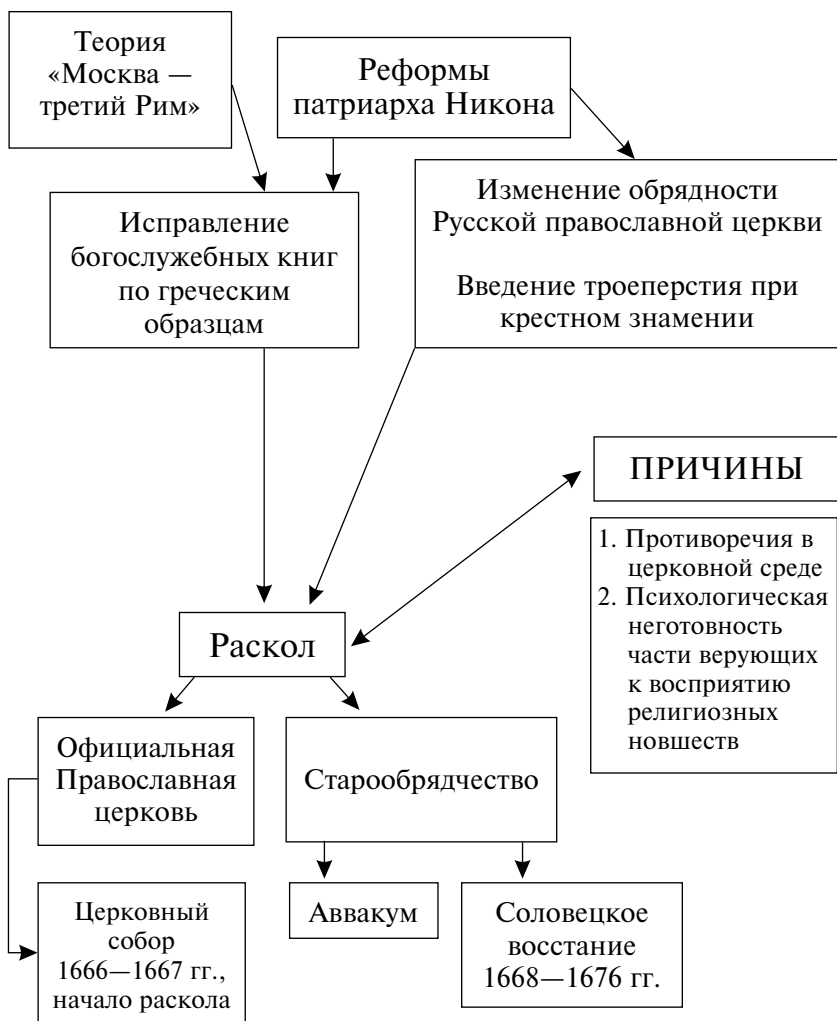 Теория
«Москва —
третий Рим»
Реформы
патриарха Никона
Исправление
богослужебных книг
по греческим
образцам
Изменение обрядности
Русской православной церкви
Введение троеперстия при
крестном знамении
ПРИЧИНЫ
1. Противоречия в
церковной среде
2. Психологическая
неготовность
части верующих
к восприятию
религиозных
новшеств
Раскол
Официальная
Православная
церковь
Старообрядчество
Церковный
собор
1666—1667 гг.,
начало раскола
Аввакум
Соловецкое
восстание
1668—1676 гг.